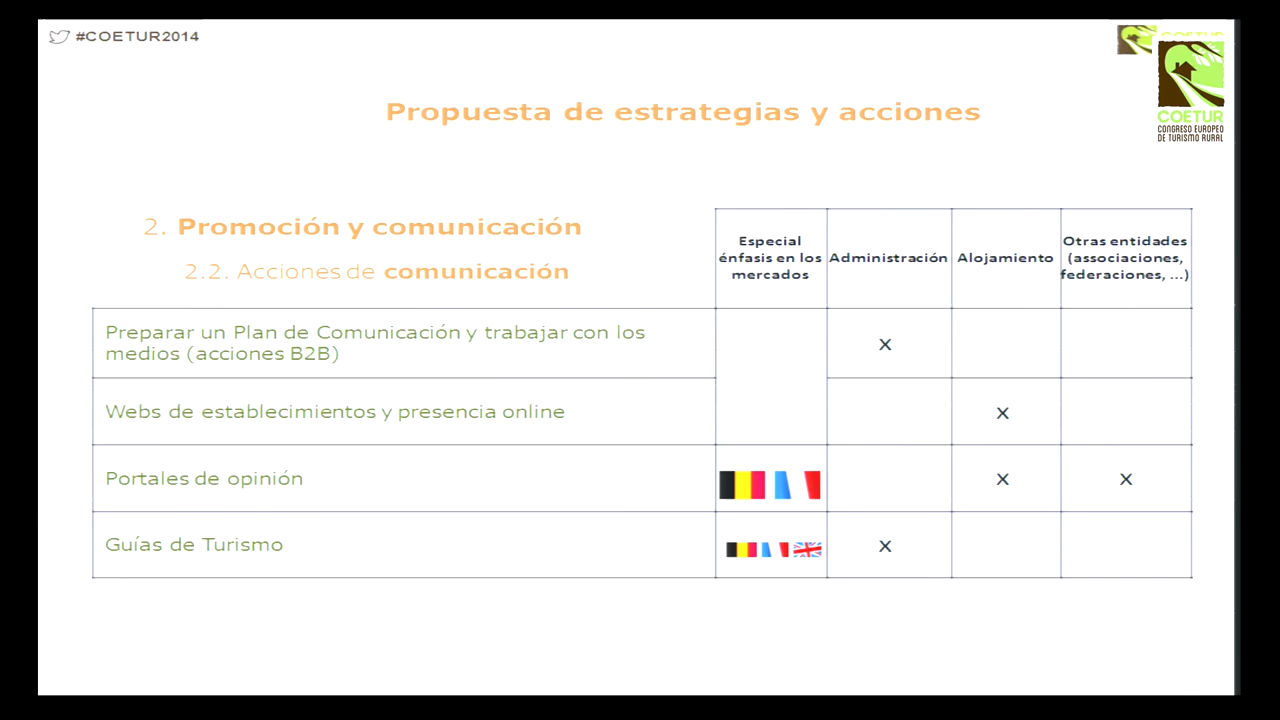 #COETUR2014
COETUR
COETUR
CONGRESO EUROPEO
DE TURISMO RURAL
Propuesta de estrategias y acciones
2. Promoción y comunicación
2.2. Acciones de comunicación
Especial
énfasis en los
mercados
Administración
Alojamiento
Otras entidades
(associaciones,
federaciones, ...)
Preparar un Plan de Comunicación y trabajar con los
medios (acciones B2B)
X
Webs de establecimientos y presencia online
X
Portales de opinión
X
X
Guías de Turismo
X